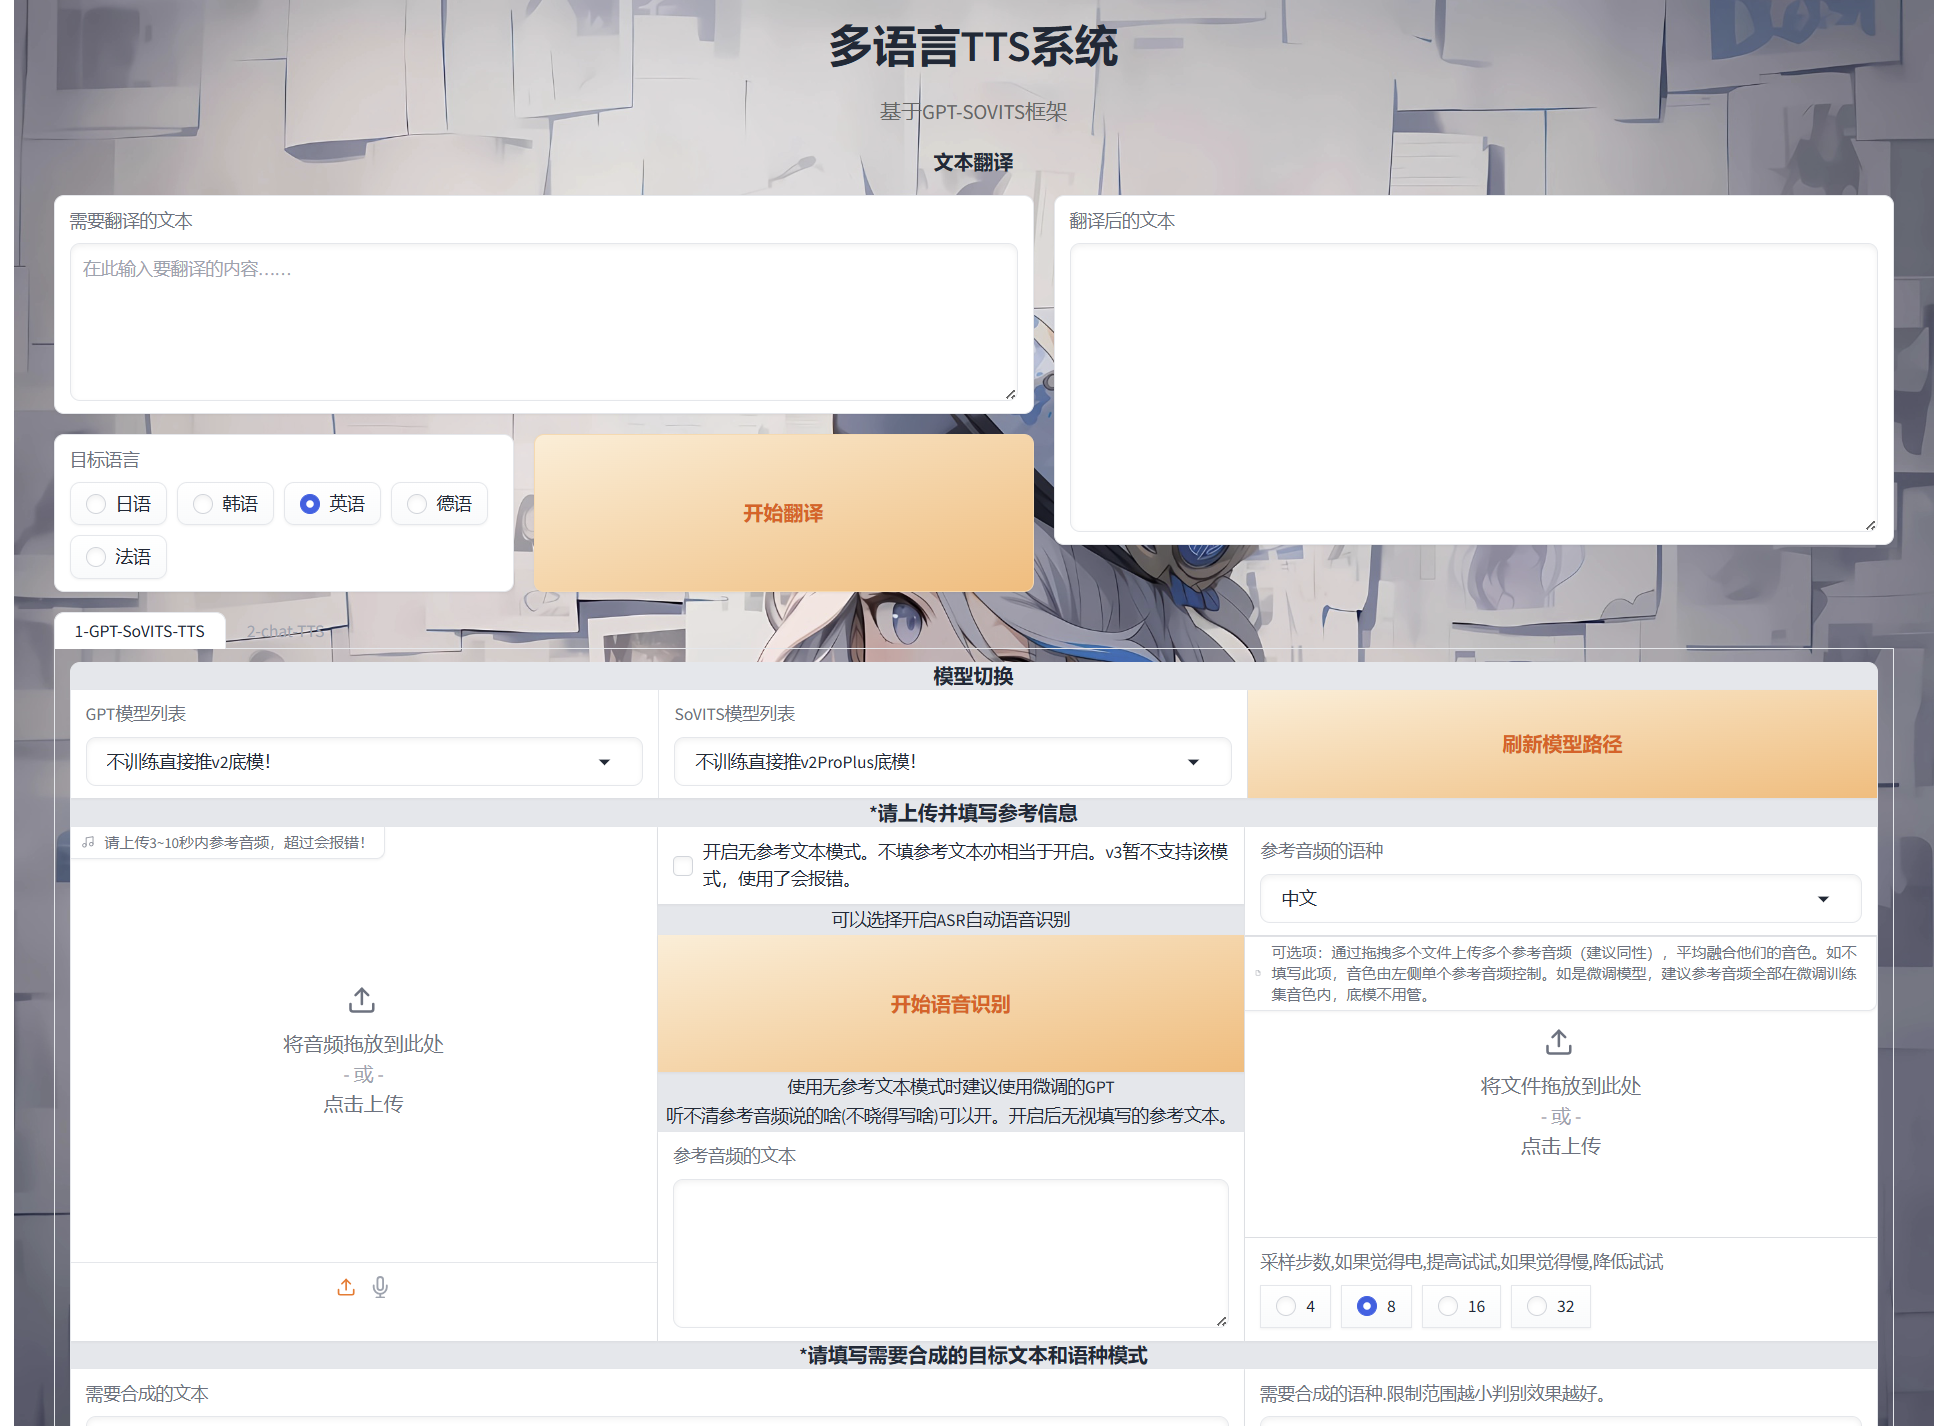 多语言TTS系统
基于GPT-SOVITS框架
文本翻译
需要翻译的文本
在此输入要翻译的内容……
翻译后的文本
目标语言
日语
韩语
英语
德语
法语
开始翻译
1-GPT-SoVITS-TTS
2-chat-TTS
模型切换
GPT模型列表
不训练直接推v2底模！
SoVITS模型列表
不训练直接推v2ProPlus底模！
刷新模型路径
*请上传并填写参考信息
请上传3~10秒内参考音频，超过会报错！
将音频拖放到此处
- 或 -
点击上传
开启无参考文本模式。不填参考文本亦相当于开启。v3暂不支持该模
式，使用了会报错。
可以选择开启ASR自动语音识别
开始语音识别
使用无参考文本模式时建议使用微调的GPT
听不清参考音频说的啥(不晓得写啥)可以开。开启后无视填写的参考文本。
参考音频的文本
参考音频的语种
中文
可选项：通过拖拽多个文件上传多个参考音频（建议同性），平均融合他们的音色。如不
填写此项，音色由左侧单个参考音频控制。如是微调模型，建议参考音频全部在微调训练
集音色内，底模不用管。
将文件拖放到此处
- 或 -
点击上传
采样步数,如果觉得电,提高试试,如果觉得慢,降低试试
4
8
16
32
*请填写需要合成的目标文本和语种模式
需要合成的文本
需要合成的语种.限制范围越小判别效果越好。